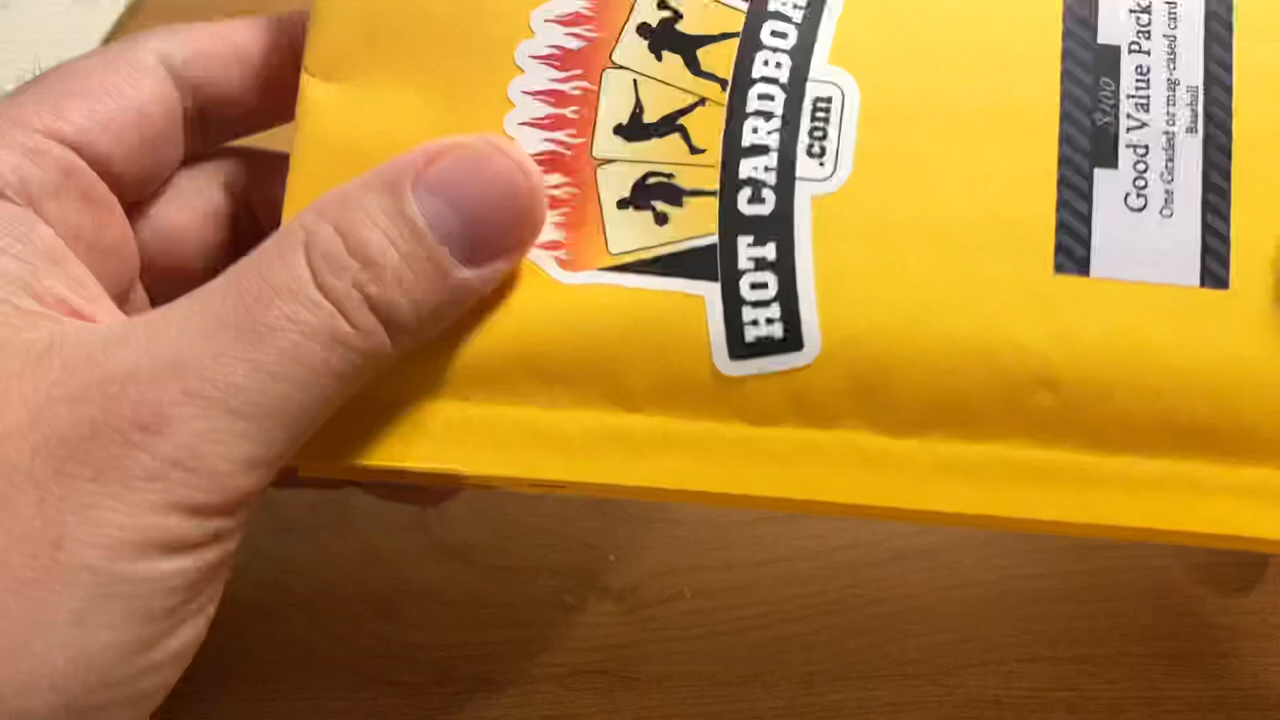 HOT CARDBOA
.com
$100
Good Value Pack
One Graded or mag-cased card
Baseball